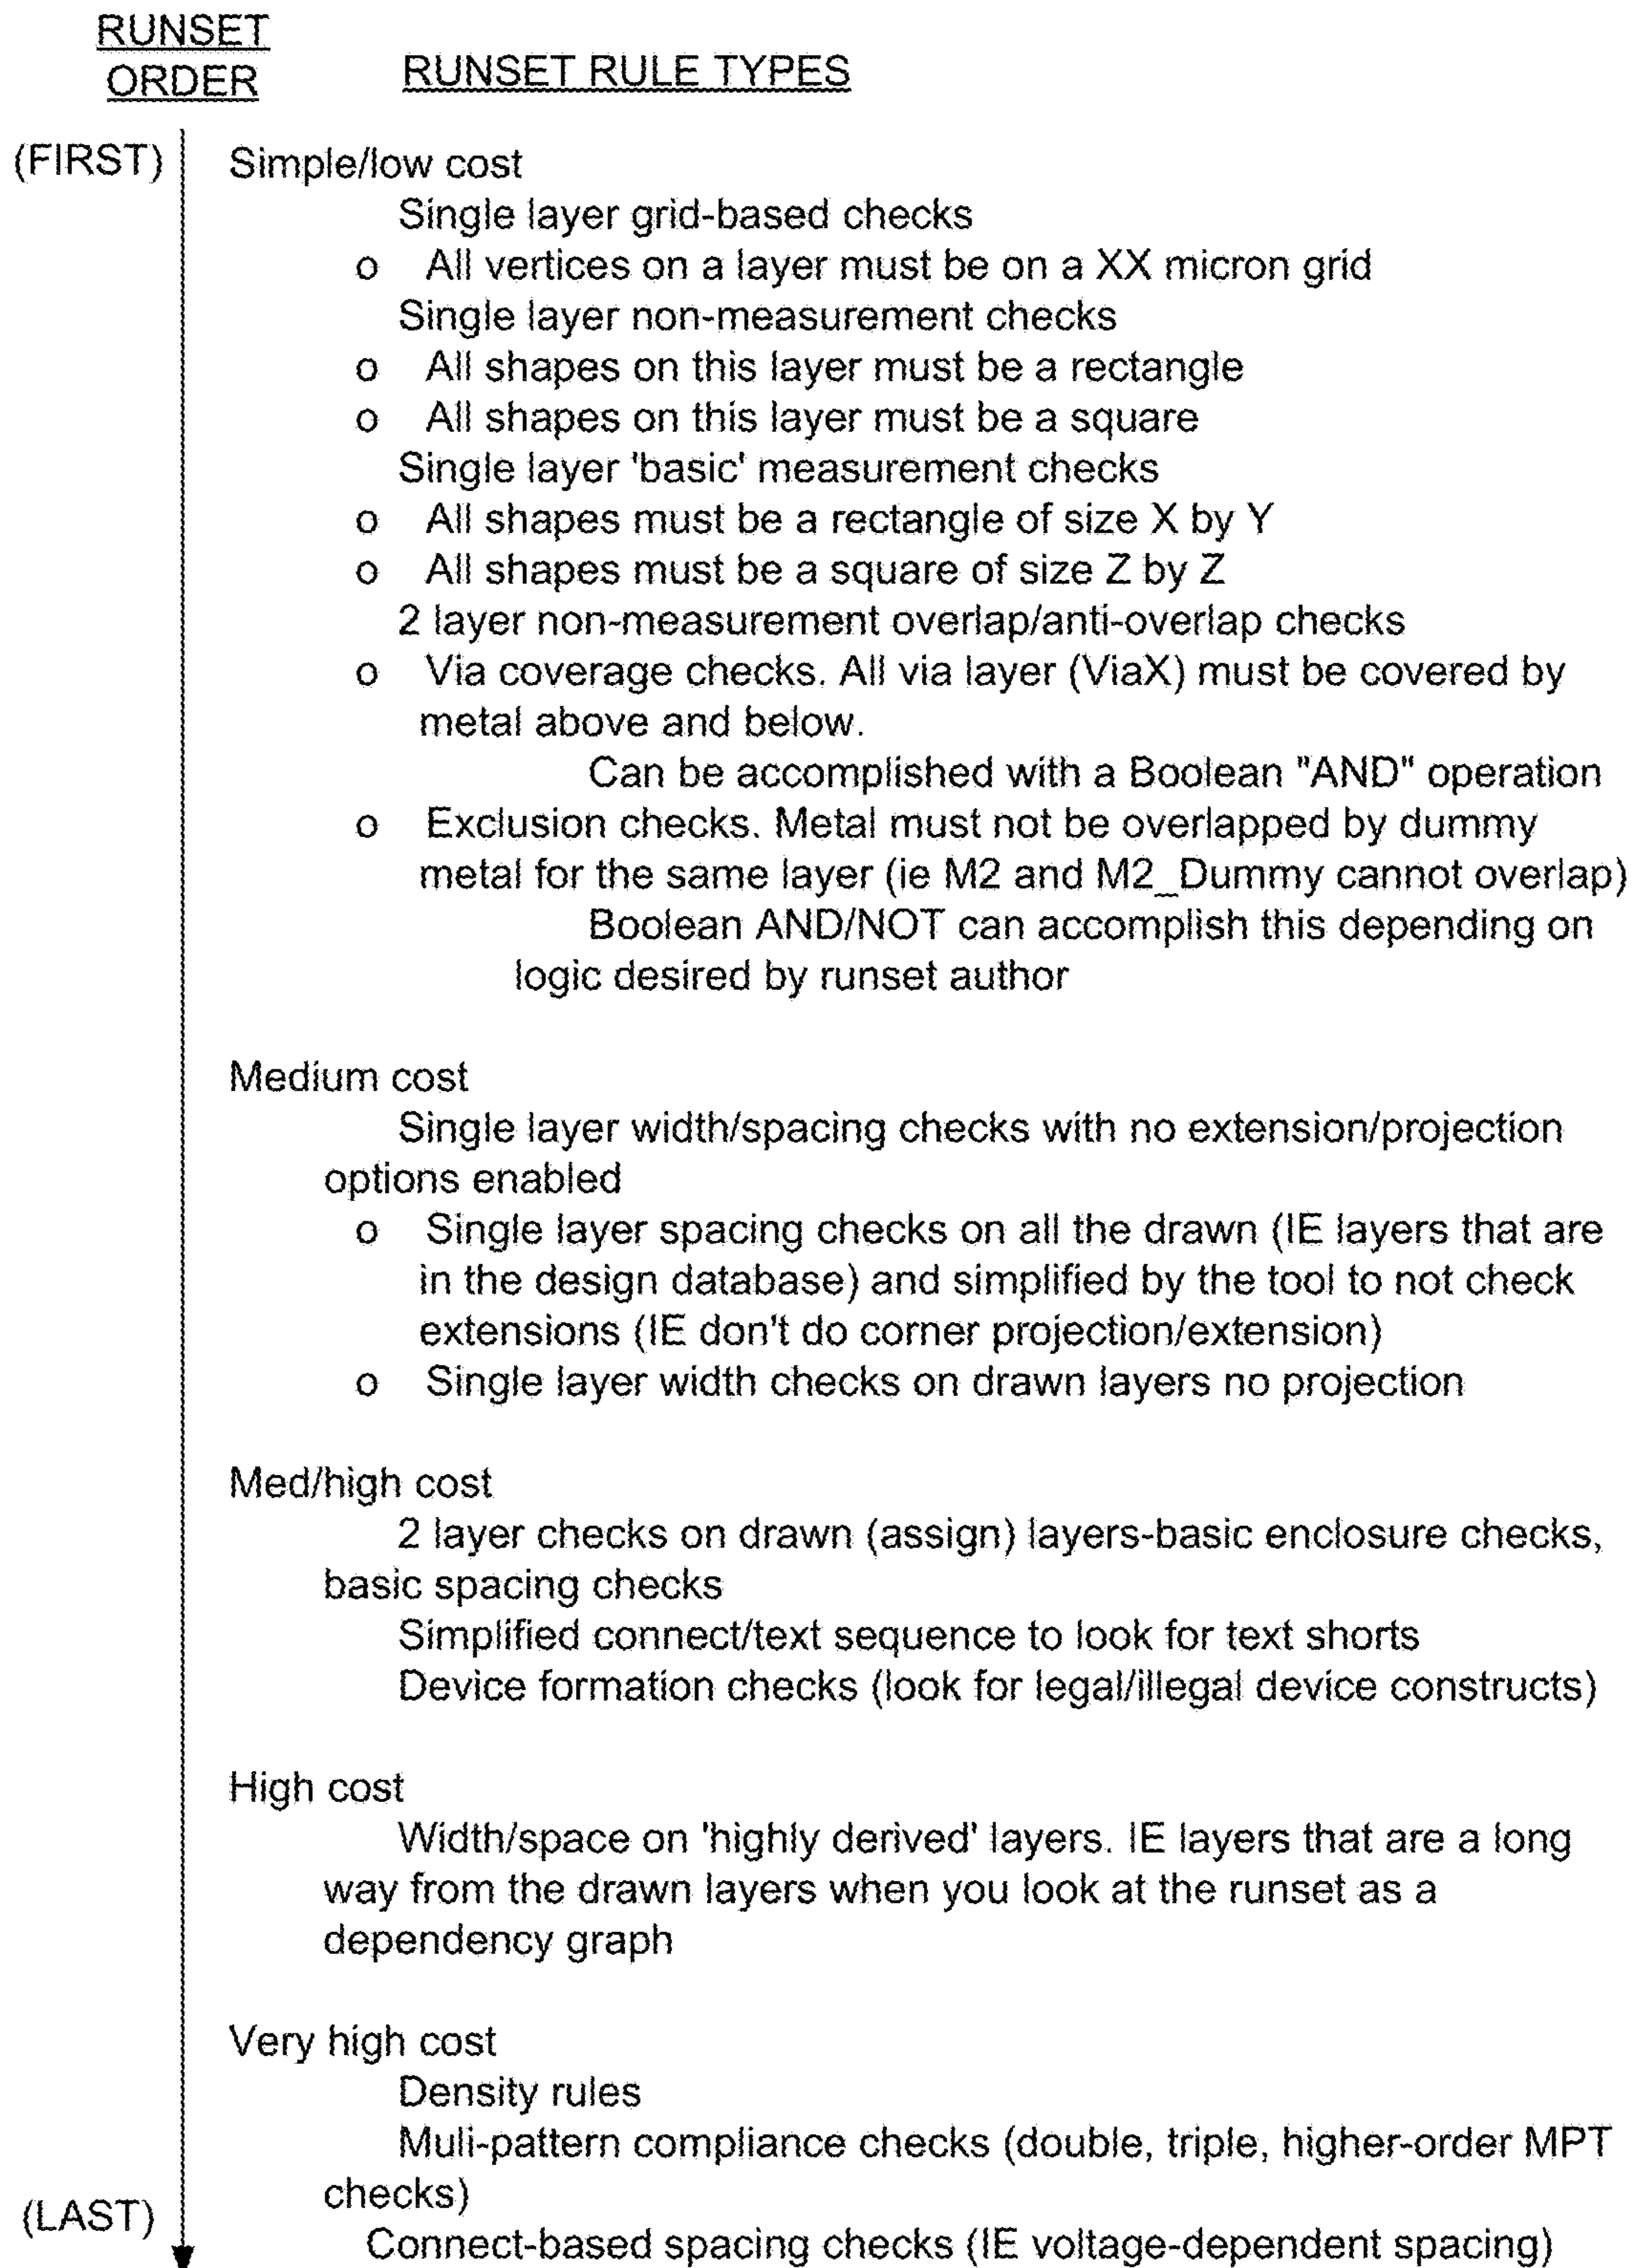 RUNSET
ORDER
RUNSET RULE TYPES
(FIRST)
Simple/low cost
Single layer grid-based checks
o All vertices on a layer must be on a XX micron grid
Single layer non-measurement checks
o All shapes on this layer must be a rectangle
o All shapes on this layer must be a square
Single layer 'basic' measurement checks
o All shapes must be a rectangle of size X by Y
o All shapes must be a square of size Z by Z
2 layer non-measurement overlap/anti-overlap checks
o Via coverage checks. All via layer (ViaX) must be covered by
metal above and below.
Can be accomplished with a Boolean "AND" operation
o Exclusion checks. Metal must not be overlapped by dummy
metal for the same layer (ie M2 and M2_Dummy cannot overlap)
Boolean AND/NOT can accomplish this depending on
logic desired by runset author
Medium cost
Single layer width/spacing checks with no extension/projection
options enabled
o Single layer spacing checks on all the drawn (IE layers that are
in the design database) and simplified by the tool to not check
extensions (IE don't do corner projection/extension)
o Single layer width checks on drawn layers no projection
Med/high cost
2 layer checks on drawn (assign) layers-basic enclosure checks,
basic spacing checks
Simplified connect/text sequence to look for text shorts
Device formation checks (look for legal/illegal device constructs)
High cost
Width/space on 'highly derived' layers. IE layers that are a long
way from the drawn layers when you look at the runset as a
dependency graph
Very high cost
Density rules
Muli-pattern compliance checks (double, triple, higher-order MPT
checks)
(LAST)
Connect-based spacing checks (IE voltage-dependent spacing)